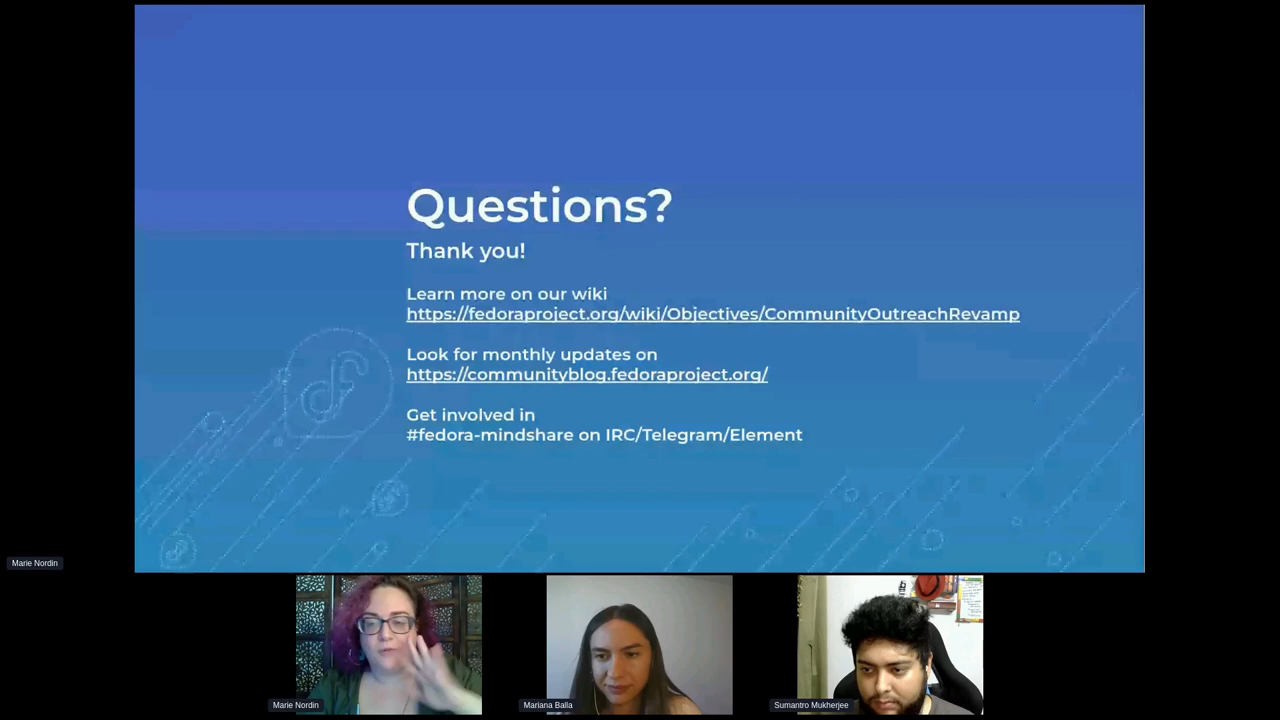 Questions?
Thank you!
Learn more on our wiki
https://fedoraproject.org/wiki/Objectives/CommunityOutreachRevamp
Look for monthly updates on
https://communityblog.fedoraproject.org/
Get involved in
#fedora-mindshare on IRC/Telegram/Element
Marie Nordin
Marie Nordin
Mariana Balla
Sumantro Mukherjee